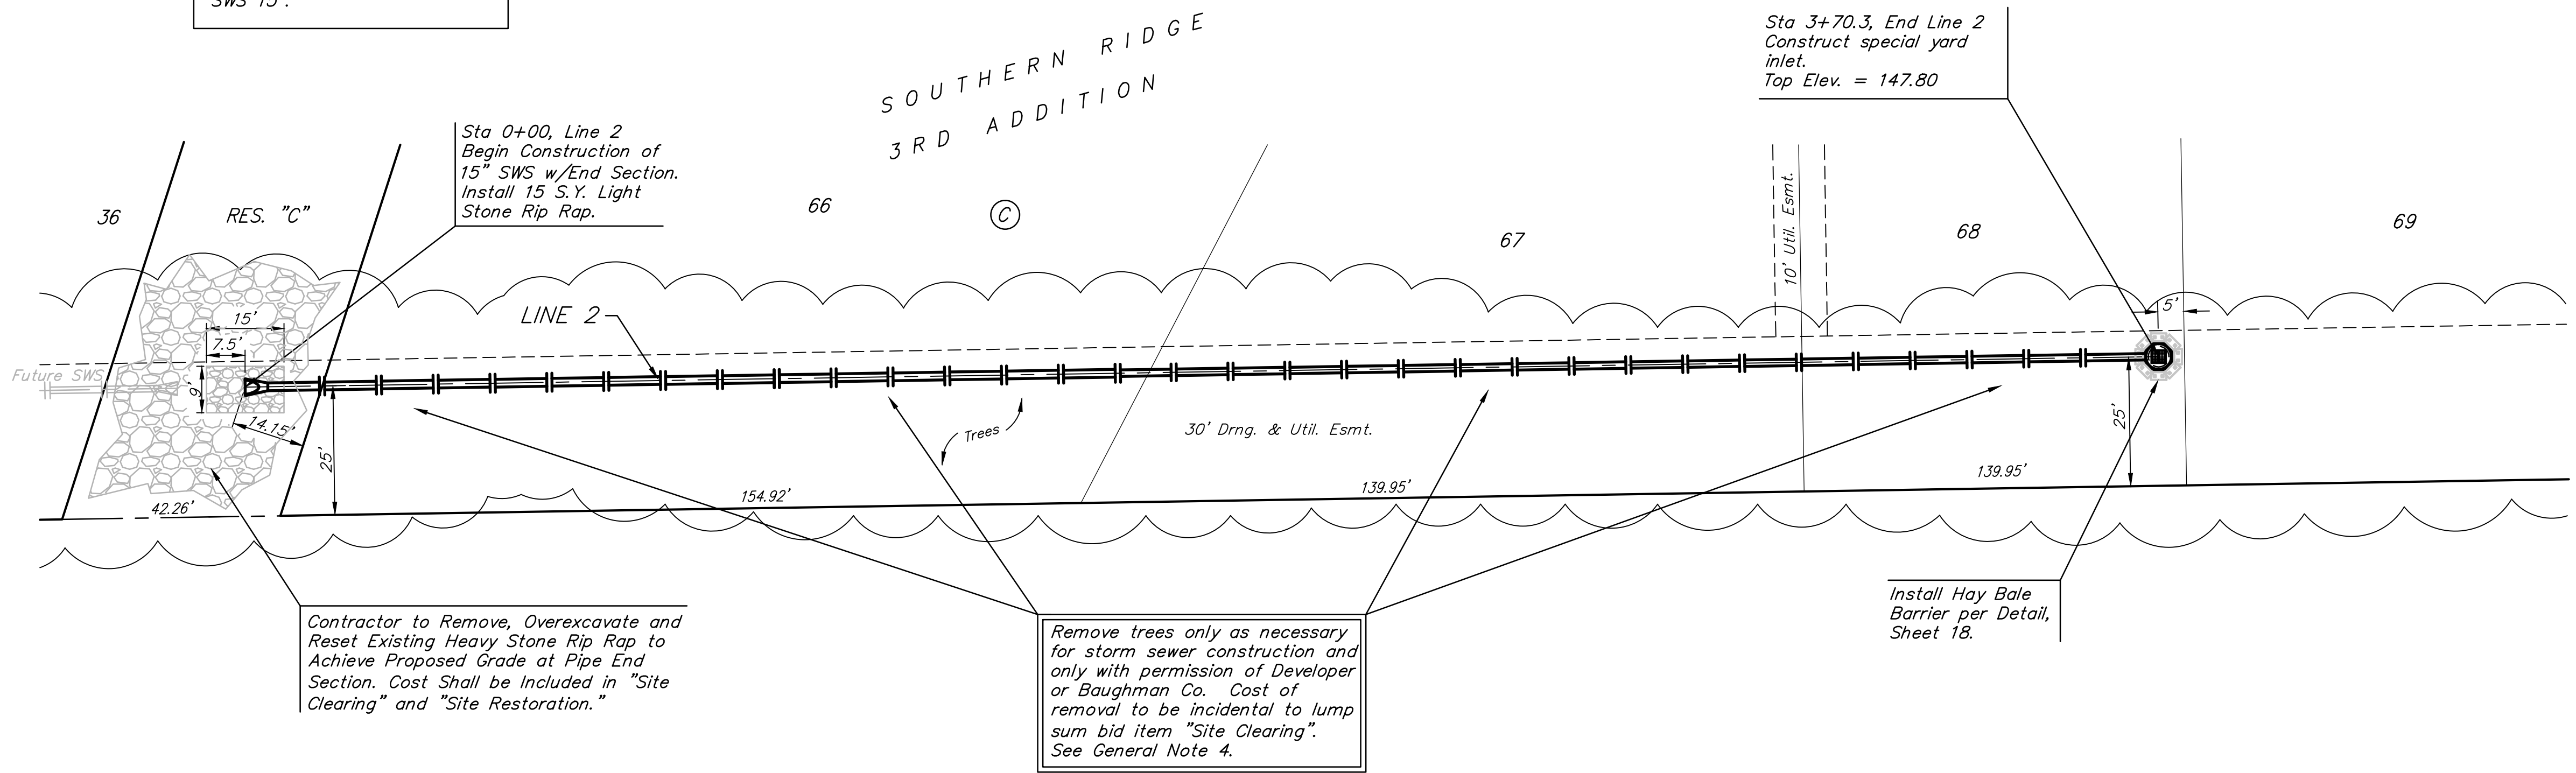 SWS 15".
SOUTHERN RIDGE
3RD ADDITION
Sta 3+70.3, End Line 2
Construct special yard
inlet.
Top Elev. = 147.80
Sta 0+00, Line 2
Begin Construction of
15" SWS w/End Section.
Install 15 S.Y. Light
Stone Rip Rap.
36
RES. "C"
66
C
67
10' Util. Esmt.
68
69
LINE 2
15'
7.5'
9'
14.15'
Future SWS
5'
25'
Trees
30' Drng. & Util. Esmt.
25'
42.26'
154.92'
139.95'
139.95'
Contractor to Remove, Overexcavate and
Reset Existing Heavy Stone Rip Rap to
Achieve Proposed Grade at Pipe End
Section. Cost Shall be Included in "Site
Clearing" and "Site Restoration."
Remove trees only as necessary
for storm sewer construction and
only with permission of Developer
or Baughman Co. Cost of
removal to be incidental to lump
sum bid item "Site Clearing".
See General Note 4.
Install Hay Bale
Barrier per Detail,
Sheet 18.